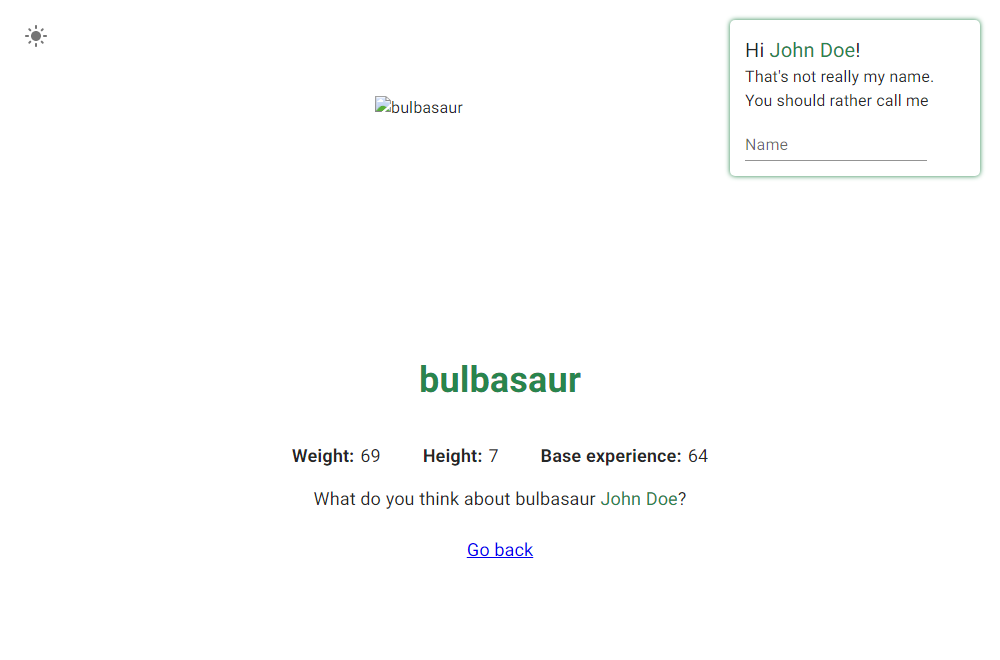 Hi John Doe!
That's not really my name.
You should rather call me
Name
bulbasaur
bulbasaur
Weight: 69 Height: 7 Base experience: 64
What do you think about bulbasaur John Doe?
Go back